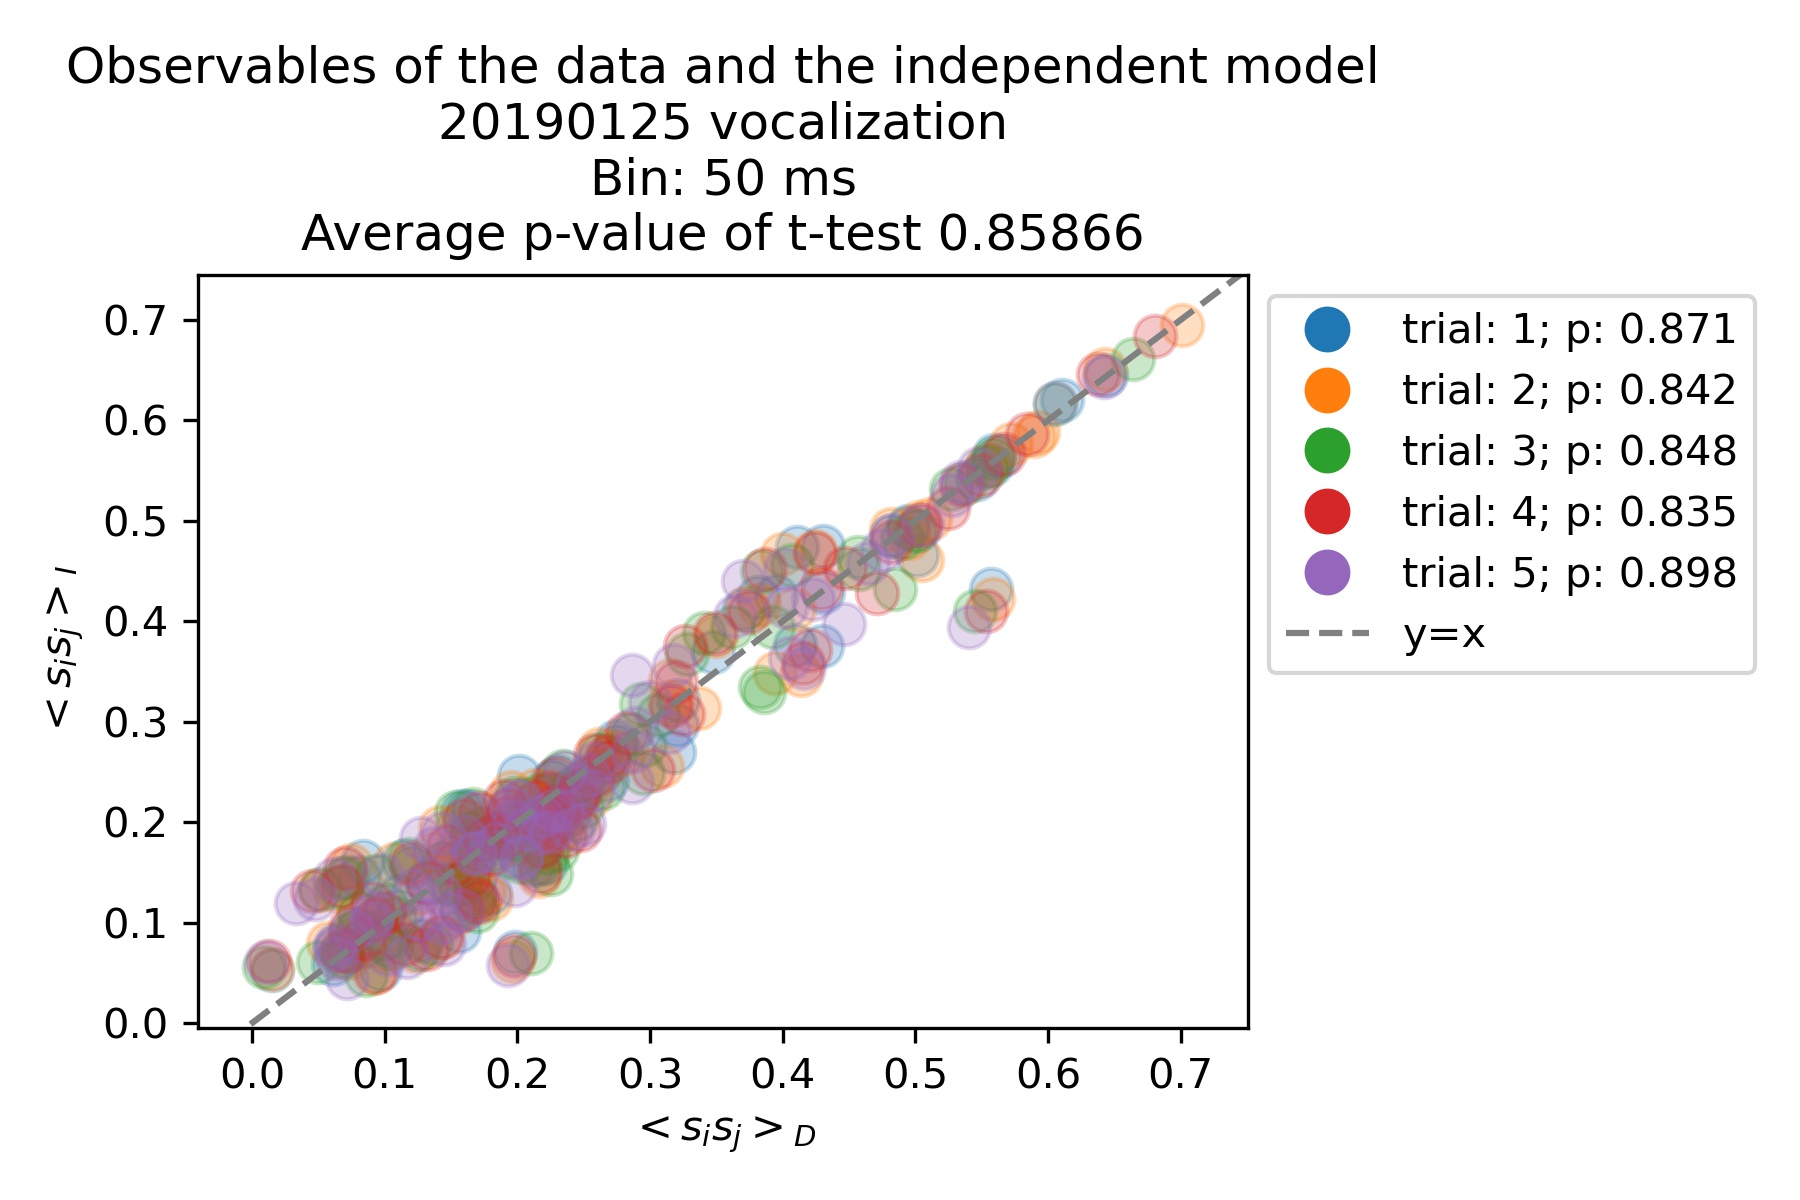 Observables of the data and the independent model
20190125 vocalization
Bin: 50 ms
Average p-value of t-test 0.85866
0.7
0.6
0.5
0.4
0.3
0.2
0.1
0.0
< s_i s_j >_I
0.0 0.1 0.2 0.3 0.4 0.5 0.6 0.7
< s_i s_j >_D
trial: 1; p: 0.871
trial: 2; p: 0.842
trial: 3; p: 0.848
trial: 4; p: 0.835
trial: 5; p: 0.898
y=x